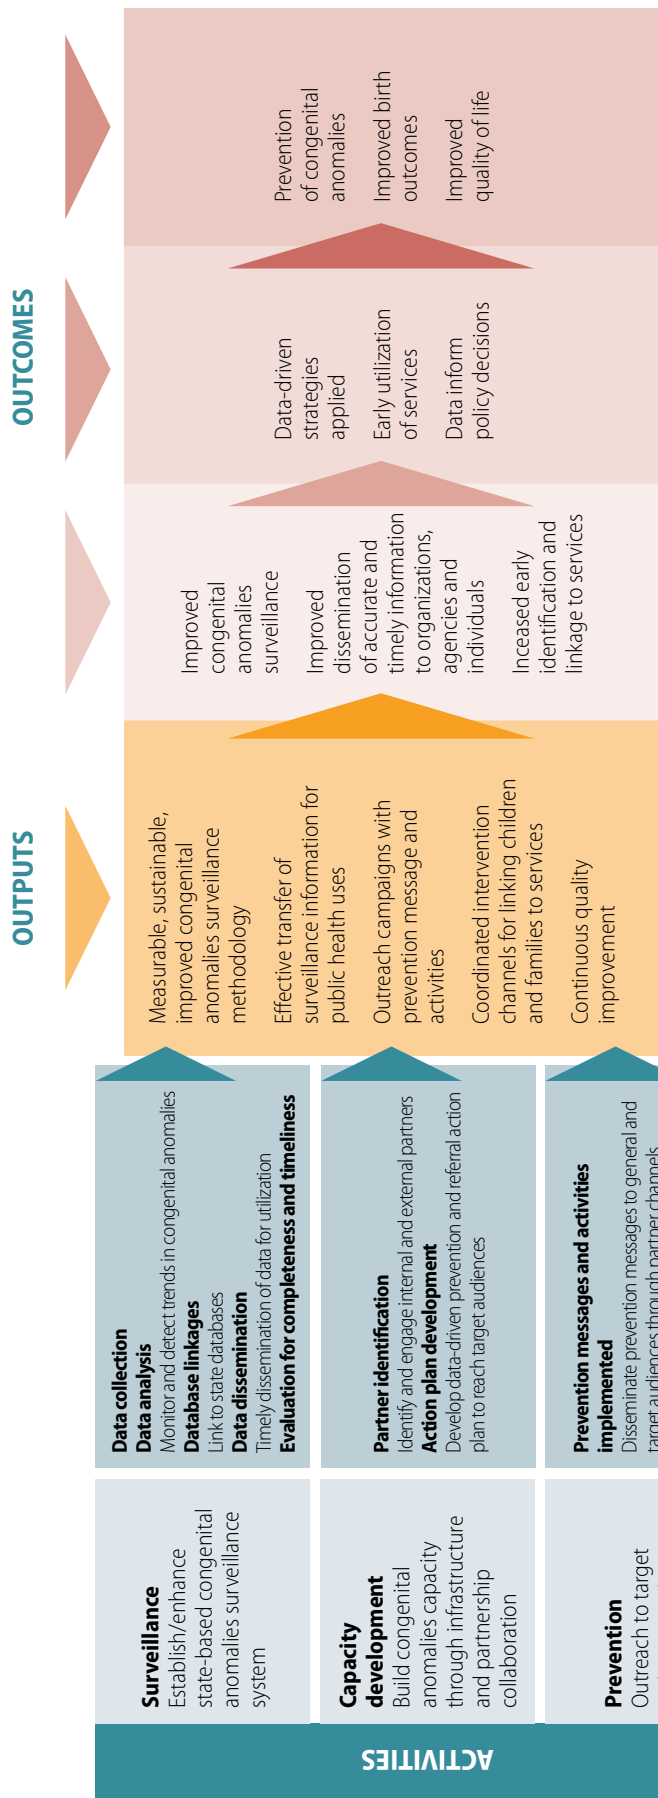 ACTIVITIES
OUTPUTS
OUTCOMES
Surveillance
Establish/enhance
state-based congenital
anomalies surveillance
system
Data collection
Data analysis
Monitor and detect trends in congenital anomalies
Database linkages
Link to state databases
Data dissemination
Timely dissemination of data for utilization
Evaluation for completeness and timeliness
Capacity
development
Build congenital
anomalies capacity
through infrastructure
and partnership
collaboration
Partner identification
Identify and engage internal and external partners
Action plan development
Develop data-driven prevention and referral action
plan to reach target audiences
Prevention
Outreach to target
Prevention messages and activities
implemented
Disseminate prevention messages to general and
target audiences through partner channels
Measurable, sustainable,
improved congenital
anomalies surveillance
methodology
Effective transfer of
surveillance information for
public health uses
Outreach campaigns with
prevention message and
activities
Coordinated intervention
channels for linking children
and families to services
Continuous quality
improvement
Improved
congenital
anomalies
surveillance
Improved
dissemination
of accurate and
timely information
to organizations,
agencies and
individuals
Inceased early
identification and
linkage to services
Data-driven
strategies
applied
Early utilization
of services
Data inform
policy decisions
Prevention
of congenital
anomalies
Improved birth
outcomes
Improved
quality of life